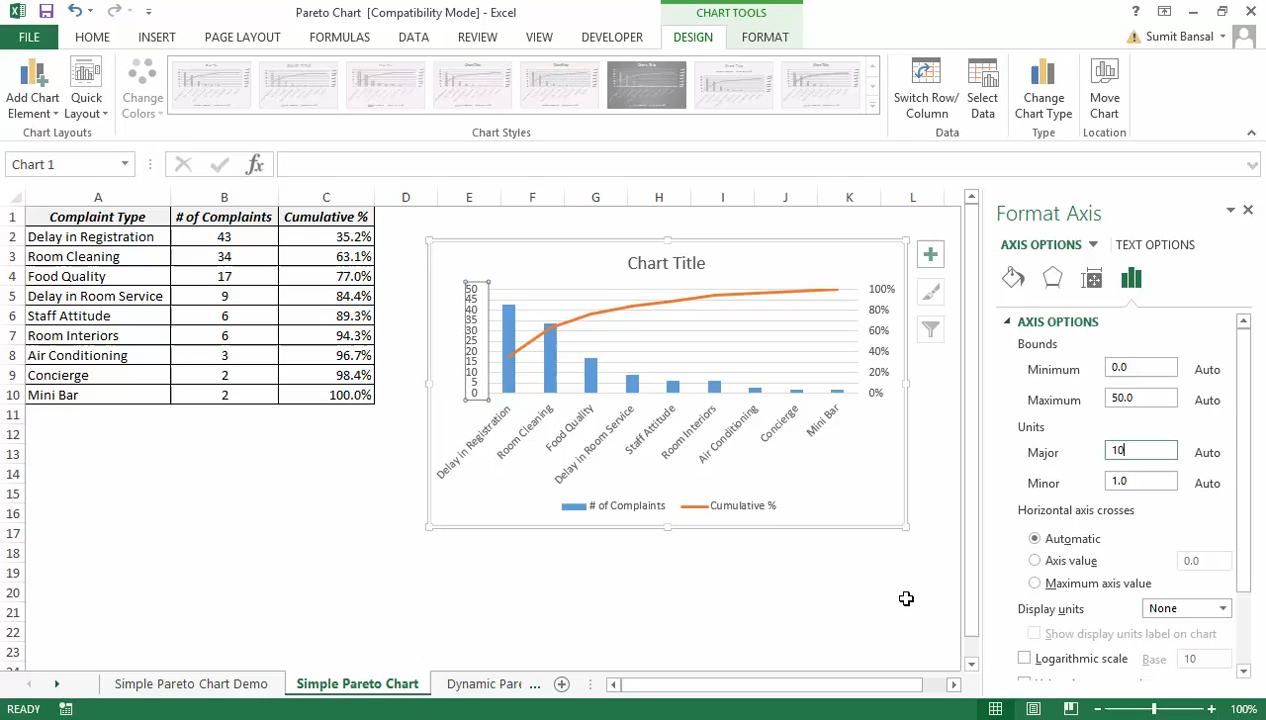 Pareto Chart [Compatibility Mode] - Excel
CHART TOOLS
FILE HOME INSERT PAGE LAYOUT FORMULAS DATA REVIEW VIEW DEVELOPER DESIGN FORMAT
Sumit Bansal
Add Chart Element
Quick Layout
Change Colors
Switch Row/ Column
Select Data
Change Chart Type
Move Chart
Chart Layouts
Chart Styles
Data
Type
Location
Chart 1
fx
A B C D E F G H I J K L
1 Complaint Type # of Complaints Cumulative %
2 Delay in Registration 43 35.2%
3 Room Cleaning 34 63.1%
4 Food Quality 17 77.0%
5 Delay in Room Service 9 84.4%
6 Staff Attitude 6 89.3%
7 Room Interiors 6 94.3%
8 Air Conditioning 3 96.7%
9 Concierge 2 98.4%
10 Mini Bar 2 100.0%
11
12
13
14
15
16
17
18
19
20
21
22
23
Chart Title
50
45
40
35
30
25
20
15
10
5
0
100%
80%
60%
40%
20%
0%
Delay in Registration
Room Cleaning
Food Quality
Delay in Room Service
Staff Attitude
Room Interiors
Air Conditioning
Concierge
Mini Bar
# of Complaints Cumulative %
Format Axis
AXIS OPTIONS TEXT OPTIONS
AXIS OPTIONS
Bounds
Minimum 0.0 Auto
Maximum 50.0 Auto
Units
Major 10 Auto
Minor 1.0 Auto
Horizontal axis crosses
Automatic
Axis value 0.0
Maximum axis value
Display units None
Show display units label on chart
Logarithmic scale Base 10
Simple Pareto Chart Demo Simple Pareto Chart Dynamic Pare ...
READY
100%